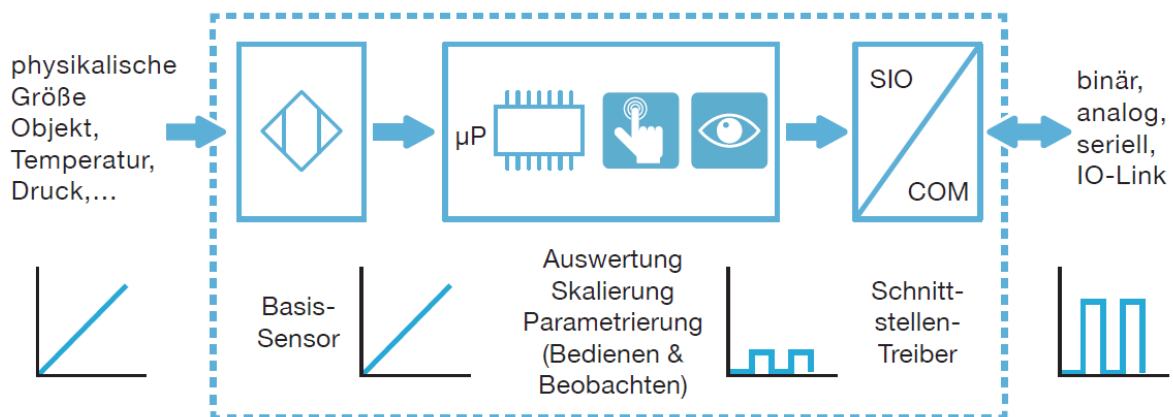 physikalische
Größe
Objekt,
Temperatur,
Druck,...
µP
SIO
COM
binär,
analog,
seriell,
IO-Link
Basis-
Sensor
Auswertung
Skalierung
Parametrierung
(Bedienen &
Beobachten)
Schnitt-
stellen-
Treiber